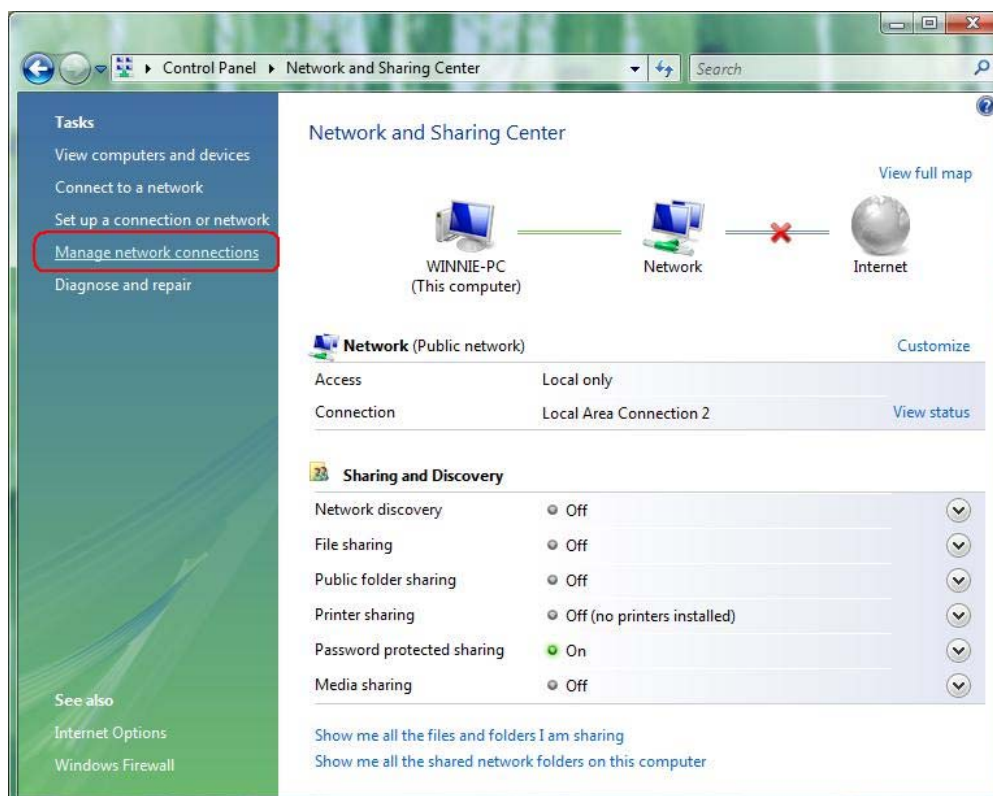 Control Panel Network and Sharing Center Search
Tasks
View computers and devices
Connect to a network
Set up a connection or network
Manage network connections
Diagnose and repair
See also
Internet Options
Windows Firewall
Network and Sharing Center
View full map
WINNIE-PC
(This computer)
Network
Internet
Network (Public network) Customize
Access Local only
Connection Local Area Connection 2 View status
Sharing and Discovery
Network discovery Off
File sharing Off
Public folder sharing Off
Printer sharing Off (no printers installed)
Password protected sharing On
Media sharing Off
Show me all the files and folders I am sharing
Show me all the shared network folders on this computer